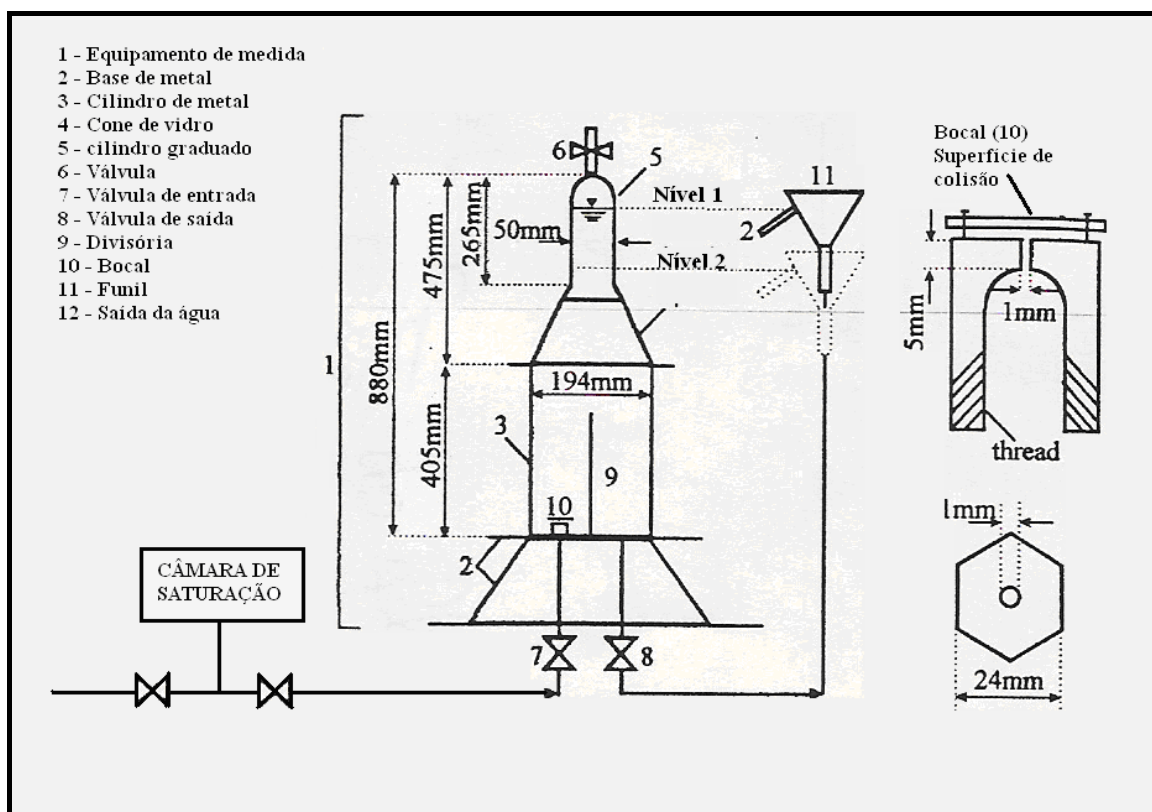 1 - Equipamento de medida
2 - Base de metal
3 - Cilindro de metal
4 - Cone de vidro
5 - cilindro graduado
6 - Válvula
7 - Válvula de entrada
8 - Válvula de saída
9 - Divisória
10 - Bocal
11 - Funil
12 - Saída da água
Bocal (10)
Superfície de
colisão
6
5
11
Nível 1
2
50mm
265mm
475mm
Nível 2
880mm
1
194mm
3
405mm
9
10
2
5mm
1mm
thread
CÂMARA DE
SATURAÇÃO
7
8
1mm
24mm